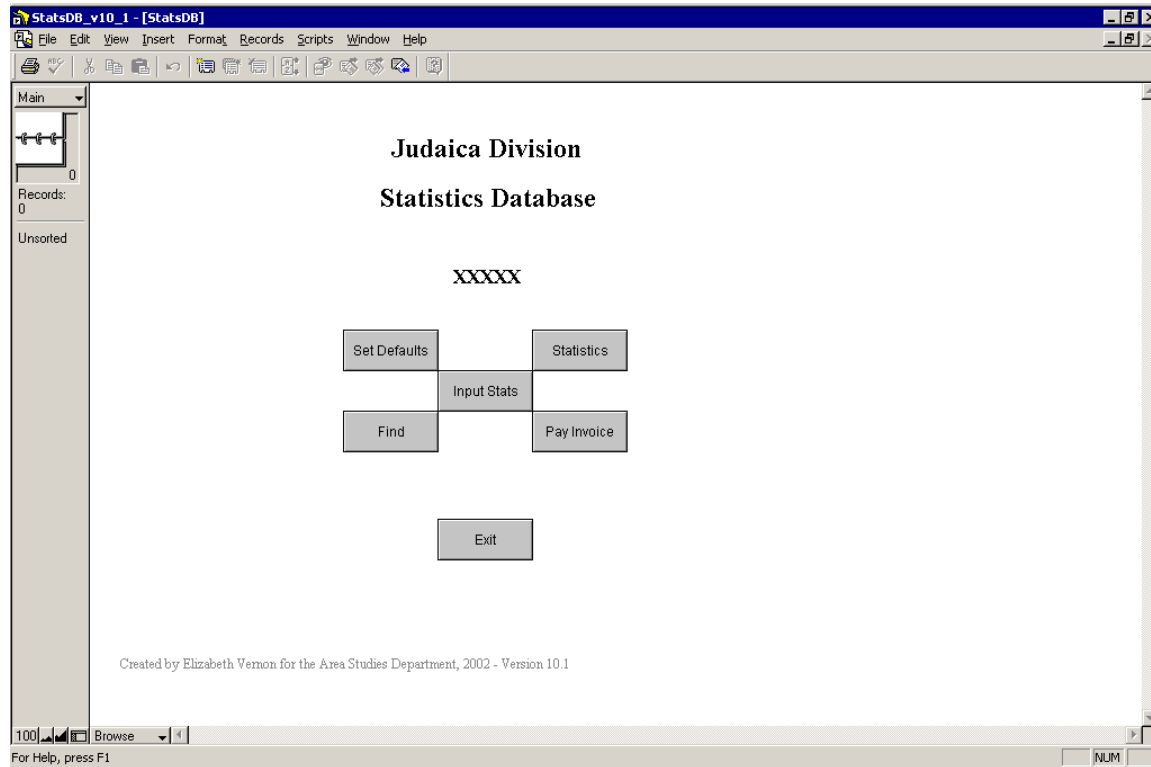 StatsDB_v10_1 - [StatsDB]
File Edit View Insert Format Records Scripts Window Help
Main
0
Records:
0
Unsorted
Judaica Division
Statistics Database
XXXXX
Set Defaults
Statistics
Input Stats
Find
Pay Invoice
Exit
Created by Elizabeth Vernon for the Area Studies Department, 2002 - Version 10.1
100 Browse
For Help, press F1
NUM